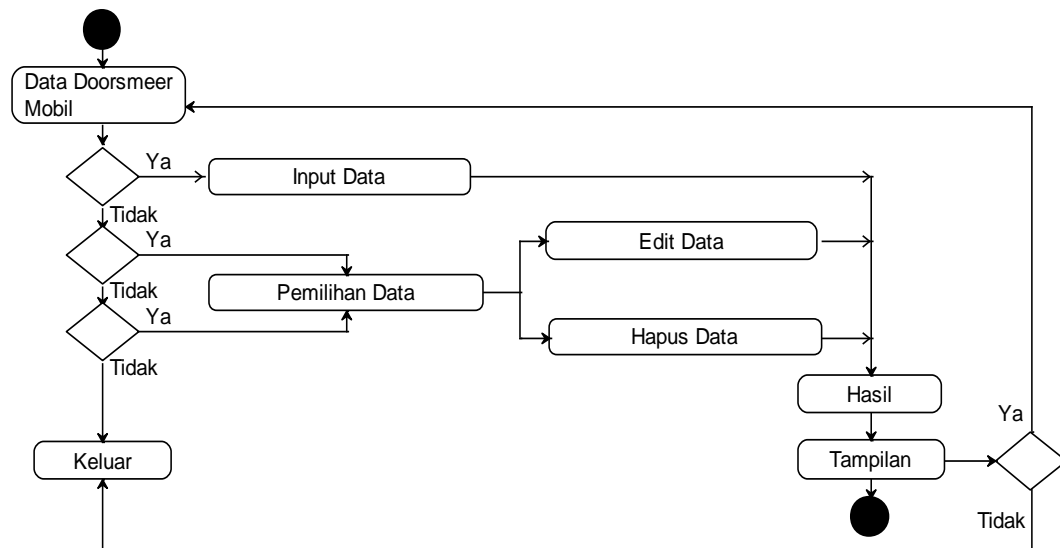 Data Doorsmeer
Mobil
Ya
Input Data
Tidak
Ya
Edit Data
Tidak
Pemilihan Data
Ya
Hapus Data
Tidak
Hasil
Ya
Keluar
Tampilan
Tidak